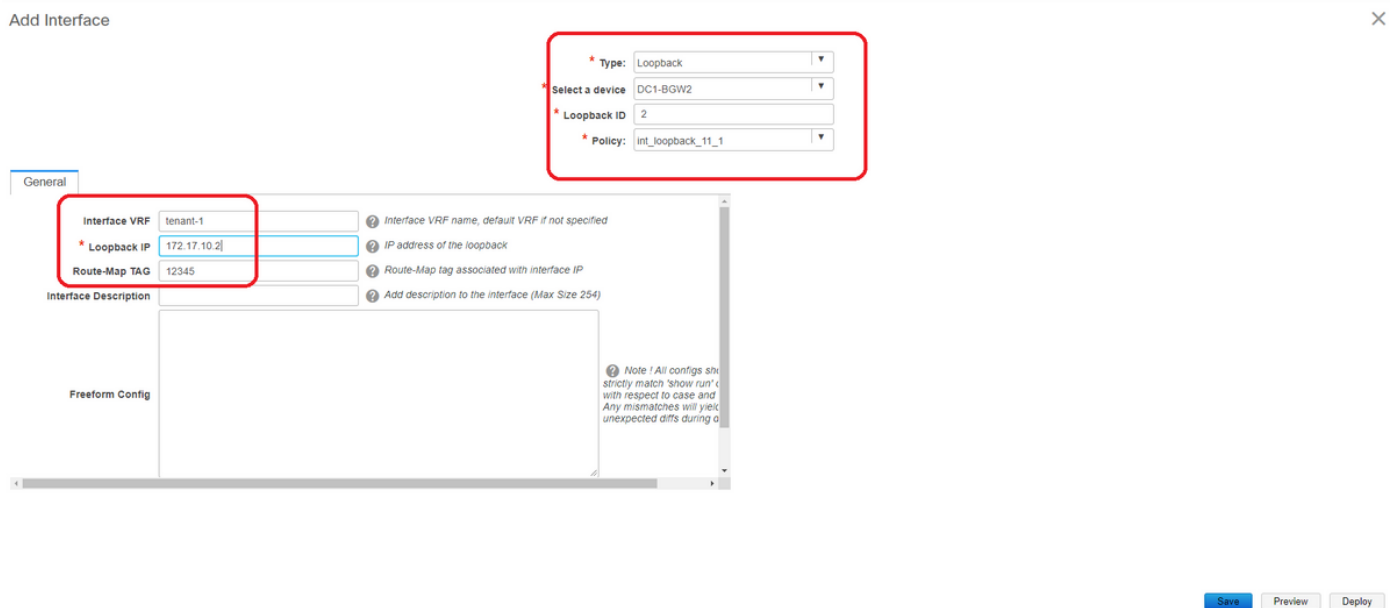 Add Interface
* Type: Loopback
* Select a device DC1-BGW2
* Loopback ID 2
* Policy: int_loopback_11_1
General
Interface VRF tenant-1 ? Interface VRF name, default VRF if not specified
* Loopback IP 172.17.10.2 ? IP address of the loopback
Route-Map TAG 12345 ? Route-Map tag associated with interface IP
Interface Description ? Add description to the interface (Max Size 254)
Freeform Config
? Note ! All configs
strictly match 'show run'
with respect to case and
Any mismatches will
unexpected diffs during
Save Preview Deploy